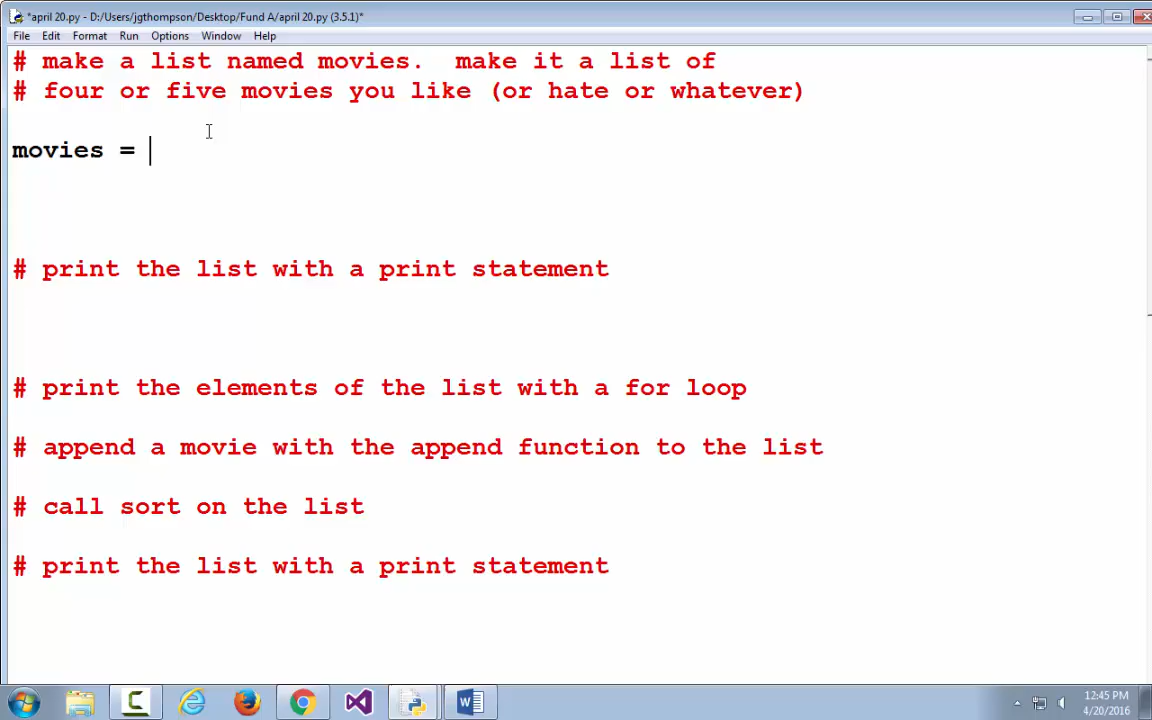 *april 20.py - D:/Users/jgthompson/Desktop/Fund A/april 20.py (3.5.1)*
File Edit Format Run Options Window Help
# make a list named movies.  make it a list of
# four or five movies you like (or hate or whatever)
movies =
# print the list with a print statement
# print the elements of the list with a for loop
# append a movie with the append function to the list
# call sort on the list
# print the list with a print statement
12:45 PM
4/20/2016